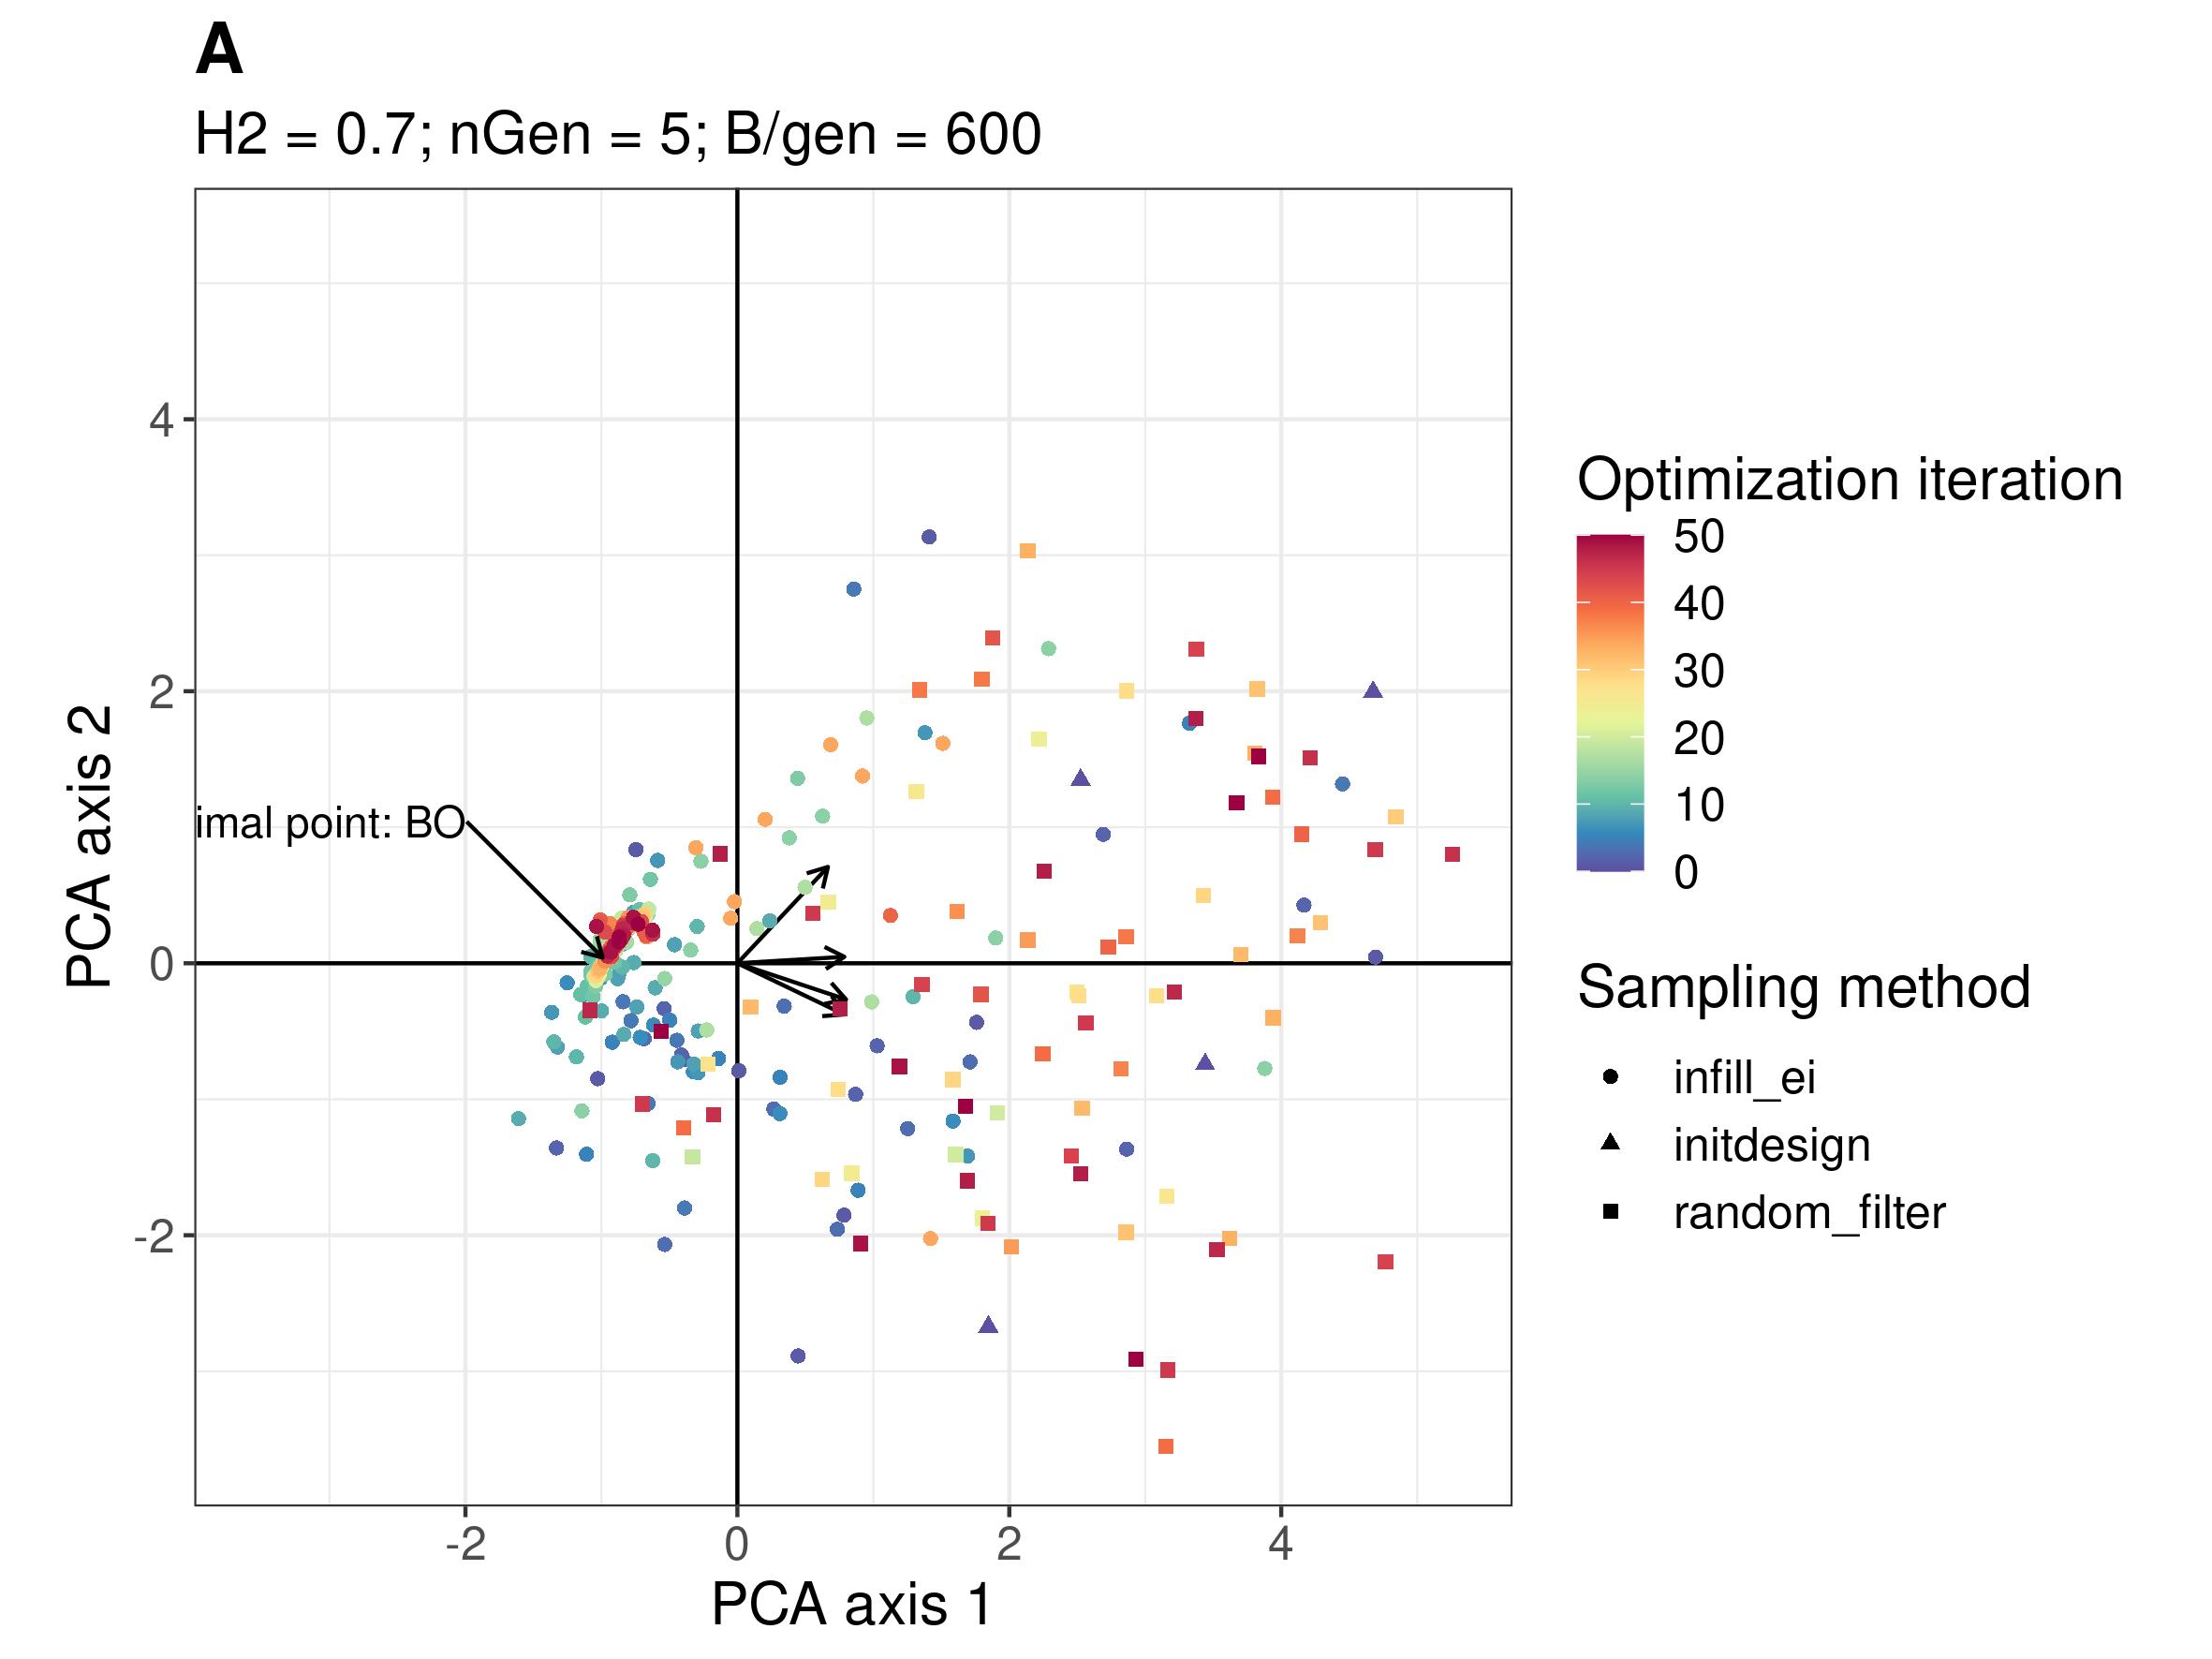 A
H2 = 0.7; nGen = 5; B/gen = 600
PCA axis 2
4
2
0
-2
imal point: BO
-2
0
2
4
PCA axis 1
Optimization iteration
50
40
30
20
10
0
Sampling method
infill_ei
initdesign
random_filter